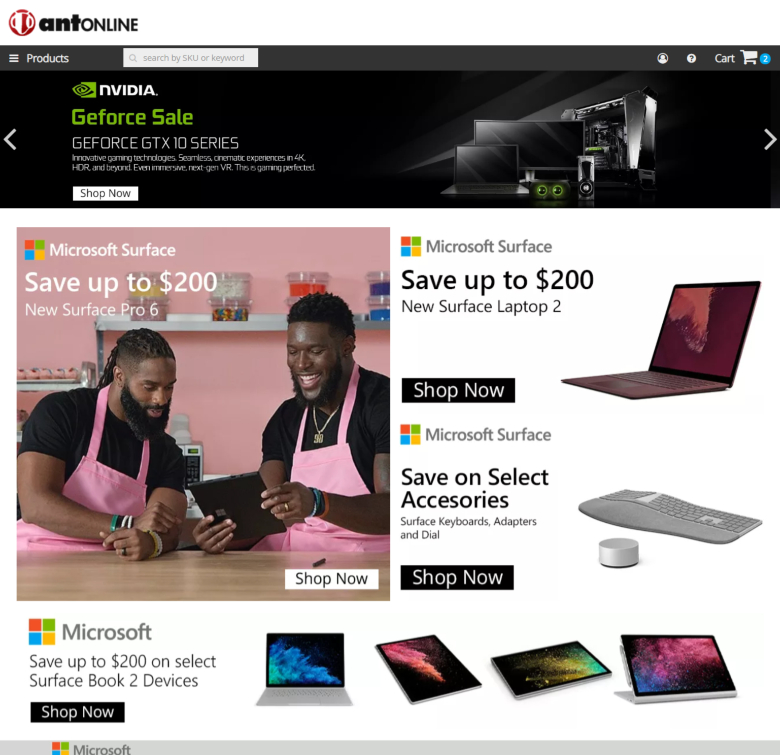 antONLINE
Products
search by SKU or keyword
Cart
2
NVIDIA.
Geforce Sale
GEFORCE GTX 10 SERIES
Innovative gaming technologies. Seamless, cinematic experiences in 4K,
HDR, and beyond. Even immersive, next-gen VR. This is gaming perfected.
Shop Now
Microsoft Surface
Save up to $200
New Surface Pro 6
Shop Now
Microsoft Surface
Save up to $200
New Surface Laptop 2
Shop Now
Microsoft Surface
Save on Select
Accesories
Surface Keyboards, Adapters
and Dial
Shop Now
Microsoft
Save up to $200 on select
Surface Book 2 Devices
Shop Now
Microsoft